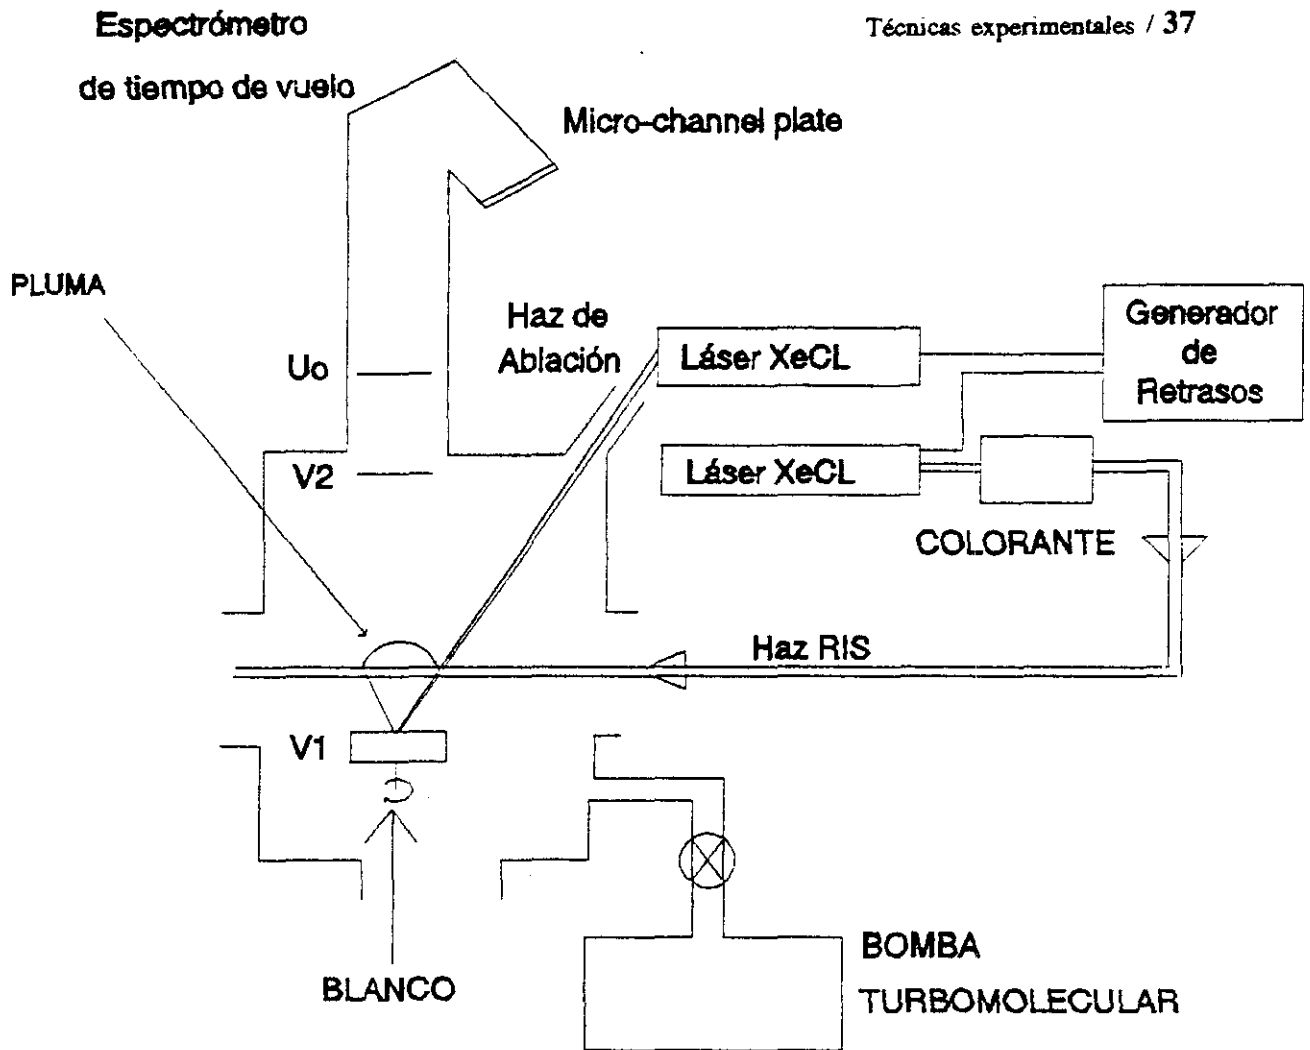 Espectrómetro
de tiempo de vuelo
Técnicas experimentales / 37
Micro-channel plate
PLUMA
Haz de
Ablación
Láser XeCL
Generador
de
Retrasos
Uo
V2
Láser XeCL
COLORANTE
Haz RIS
V1
BLANCO
BOMBA
TURBOMOLECULAR